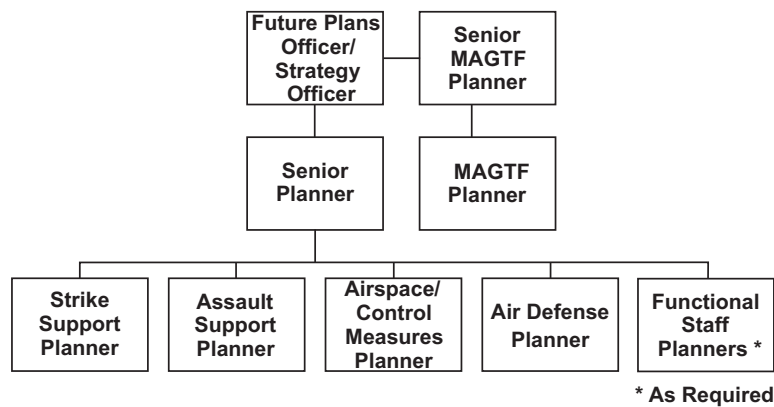 Future Plans
Officer/
Strategy
Officer
Senior
MAGTF
Planner
Senior
Planner
MAGTF
Planner
Strike
Support
Planner
Assault
Support
Planner
Airspace/
Control
Measures
Planner
Air Defense
Planner
Functional
Staff
Planners *
* As Required